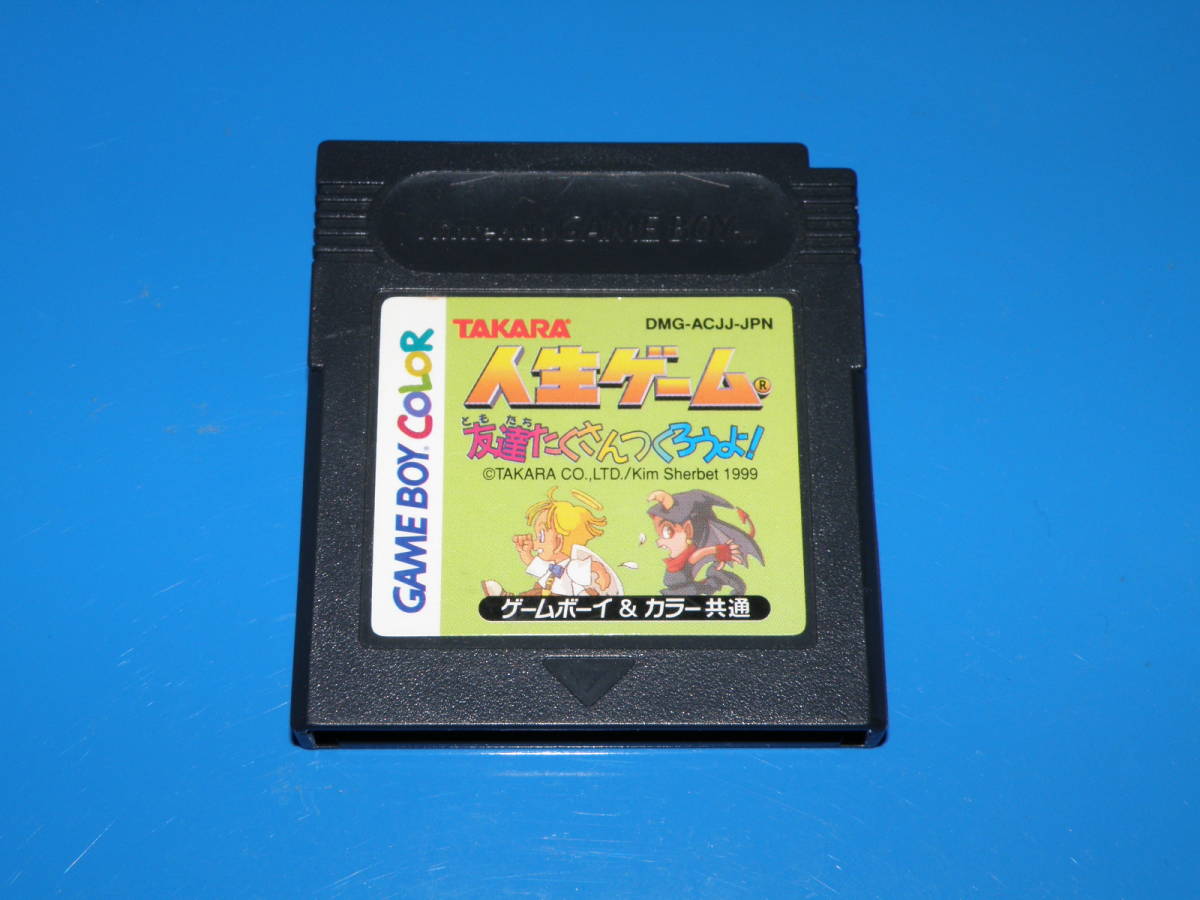 Nintendo GAME BOY™
GAME BOY COLOR
TAKARA
DMG-ACJJ-JPN
人生ゲーム®
ともだち
友達たくさんつくろうよ!
©TAKARA CO.,LTD./Kim Sherbet 1999
ゲームボーイ & カラー共通